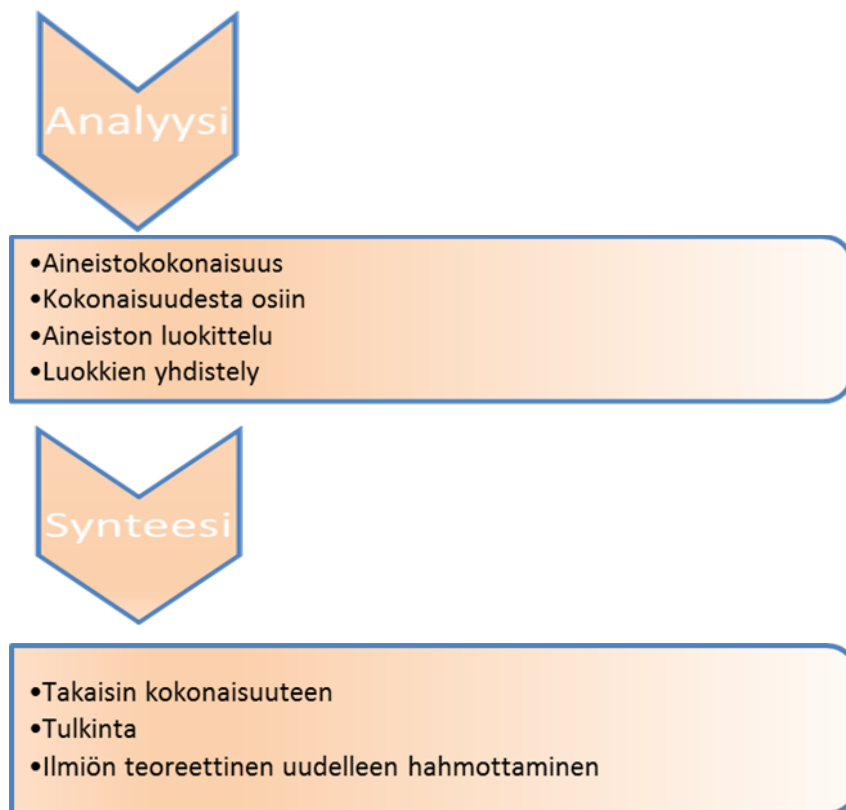 Analyysi
•Aineistokokonaisuus
•Kokonaisuudesta osiin
•Aineiston luokittelu
•Luokkien yhdistely
Synteesi
•Takaisin kokonaisuuteen
•Tulkinta
•Ilmiön teoreettinen uudelleen hahmottaminen